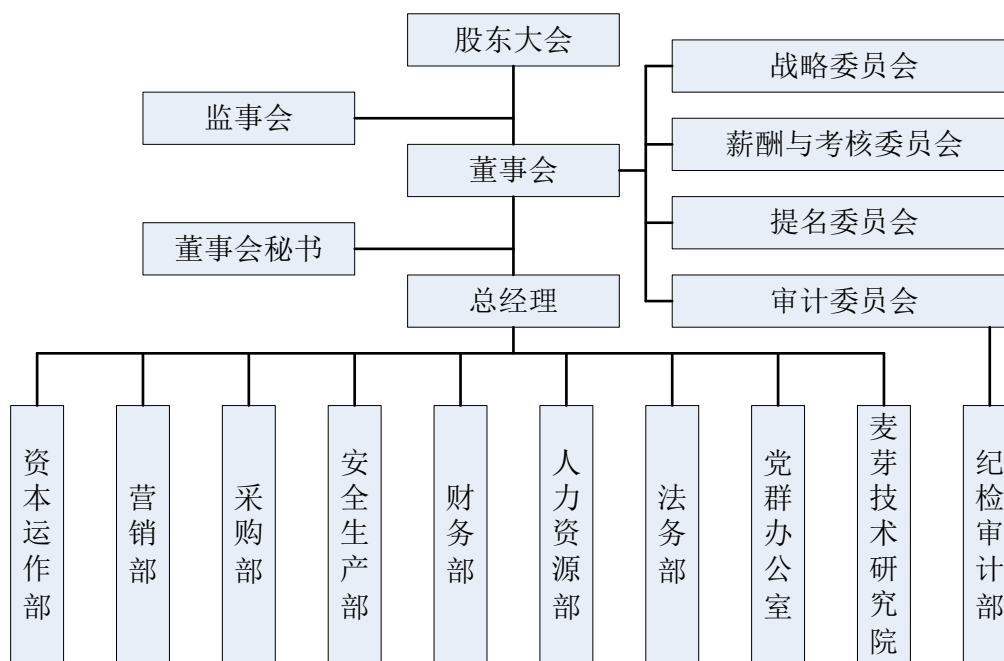 股东大会
战略委员会
监事会
薪酬与考核委员会
董事会
提名委员会
董事会秘书
总经理
审计委员会
资本运作部
营销部
采购部
安全生产部
财务部
人力资源部
法务部
党群办公室
麦芽技术研究院
纪检审计部